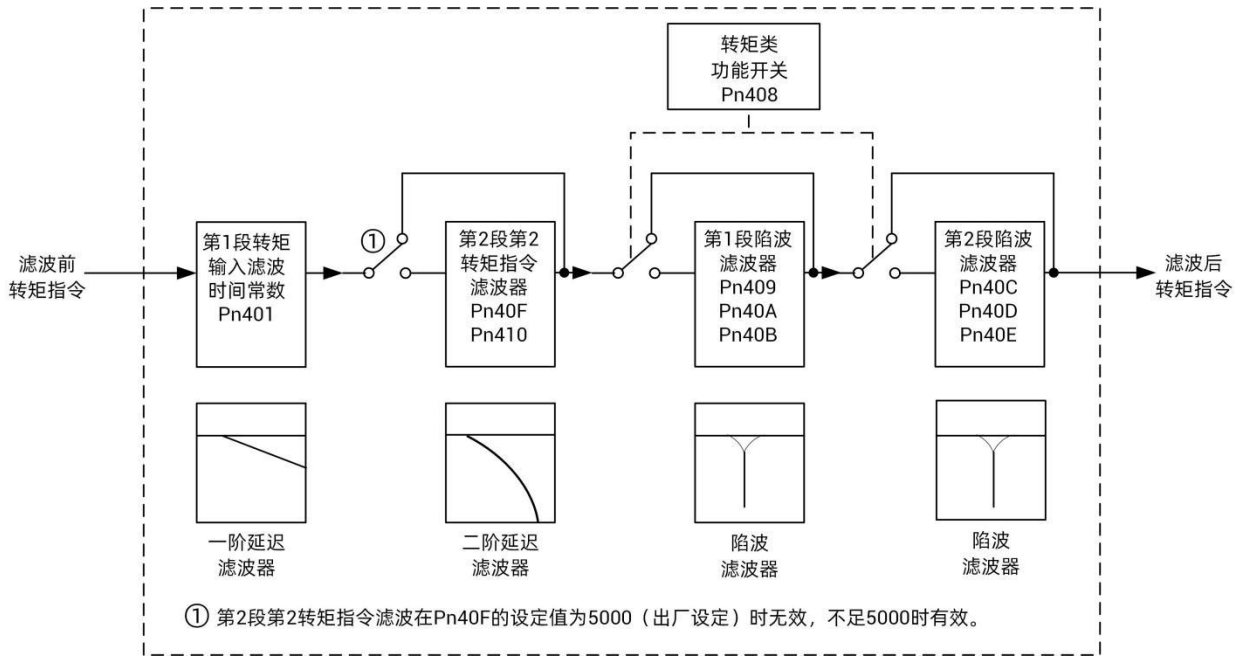 转矩类
功能开关
Pn408
滤波前
转矩指令
第1段转矩
输入滤波
时间常数
Pn401
①
第2段第2
转矩指令
滤波器
Pn40F
Pn410
第1段陷波
滤波器
Pn409
Pn40A
Pn40B
第2段陷波
滤波器
Pn40C
Pn40D
Pn40E
滤波后
转矩指令
一阶延迟
滤波器
二阶延迟
滤波器
陷波
滤波器
陷波
滤波器
① 第2段第2转矩指令滤波在Pn40F的设定值为5000（出厂设定）时无效，不足5000时有效。